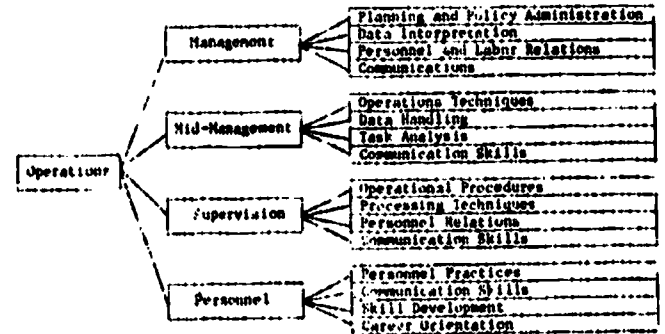 Operations
Management
Planning and Policy Administration
Data Interpretation
Personnel and Labor Relations
Communications
Mid-Management
Operations Techniques
Data Handling
Task Analysis
Communication Skills
Supervision
Operational Procedures
Processing Techniques
Personnel Relations
Communication Skills
Personnel
Personnel Practices
Communication Skills
Skill Development
Career Orientation